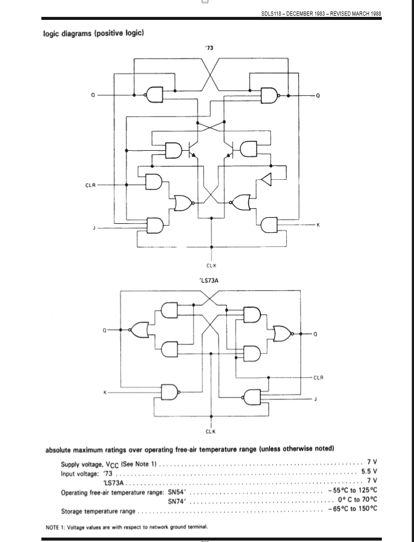 SDLS118 – DECEMBER 1983 – REVISED MARCH 1988
logic diagrams (positive logic)
'73
Q
Q
CLR
J
K
CLK
'LS73A
Q
Q
CLR
K
J
CLK
absolute maximum ratings over operating free-air temperature range (unless otherwise noted)
Supply voltage, VCC (See Note 1) . . . . . . . . . . . . . . . . . . . . . . . . . . . . . . . . . . . . 7 V
Input voltage: '73 . . . . . . . . . . . . . . . . . . . . . . . . . . . . . . . . . . . . . . . . . . . . . 5.5 V
'LS73A . . . . . . . . . . . . . . . . . . . . . . . . . . . . . . . . . . . . . . . . . . . . . . 7 V
Operating free-air temperature range: SN54' . . . . . . . . . . . . . . . . . . . . . . . . . – 55°C to 125°C
SN74' . . . . . . . . . . . . . . . . . . . . . . . . . . . 0°C to 70°C
Storage temperature range . . . . . . . . . . . . . . . . . . . . . . . . . . . . . . . . . . . – 65°C to 150°C
NOTE 1: Voltage values are with respect to network ground terminal.